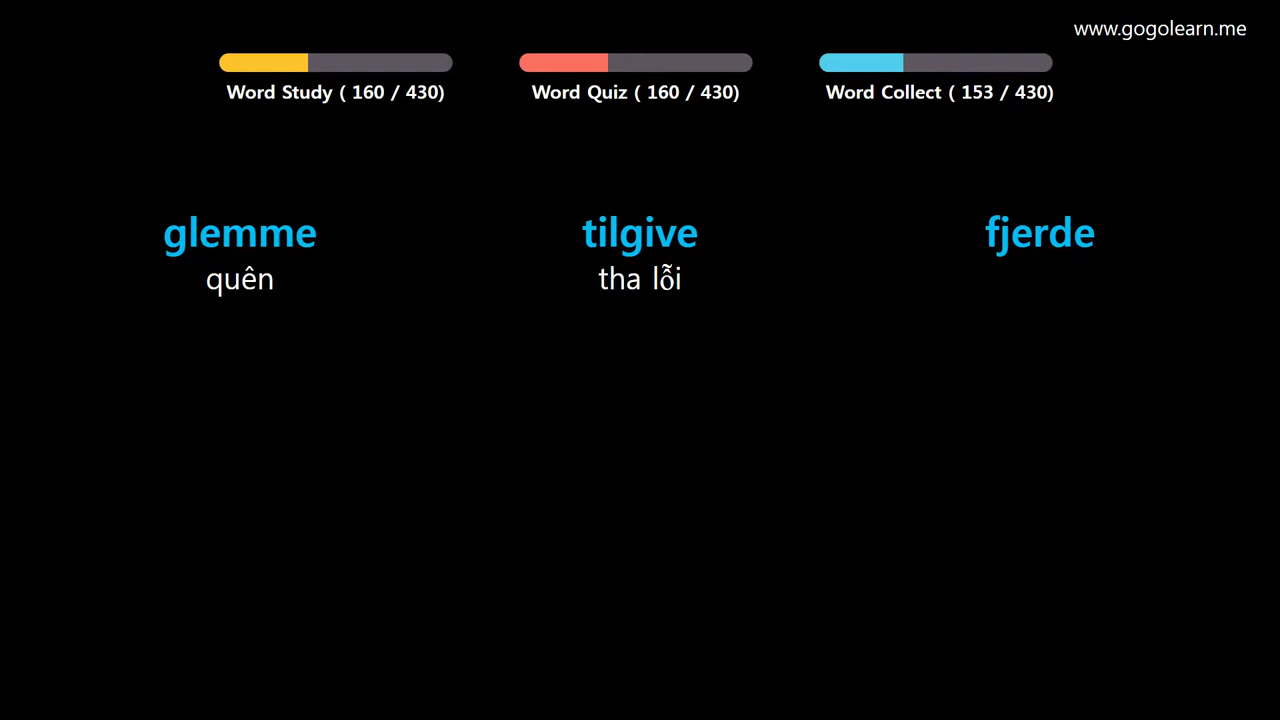 www.gogolearn.me
Word Study ( 160 / 430)
Word Quiz ( 160 / 430)
Word Collect ( 153 / 430)
glemme
quên
tilgive
tha lỗi
fjerde